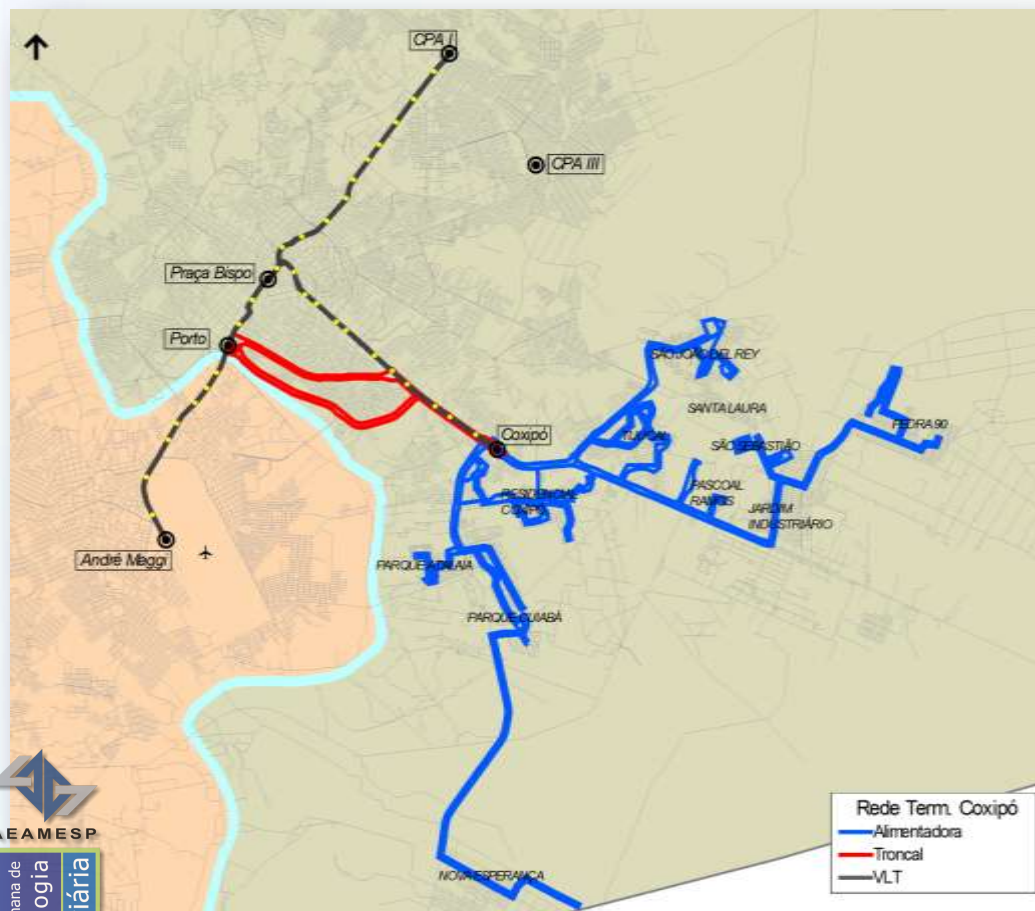 CPA I
CPA III
Praça Bispo
Porto
SÃO JOÃO DEL REY
SANTA LAURA
PEDRA 90
TIJUCAL
SÃO SEBASTIÃO
Coxipó
PASCOAL
RAMOS
RESIDENCIAL
COXIPÓ
JARDIM
INDUSTRIÁRIO
André Maggi
PARQUE ATALAIA
PARQUE CUIABÁ
NOVA ESPERANÇA
Rede Term. Coxipó
Alimentadora
Troncal
VLT
AEAMESP
mana de
ogia
iária